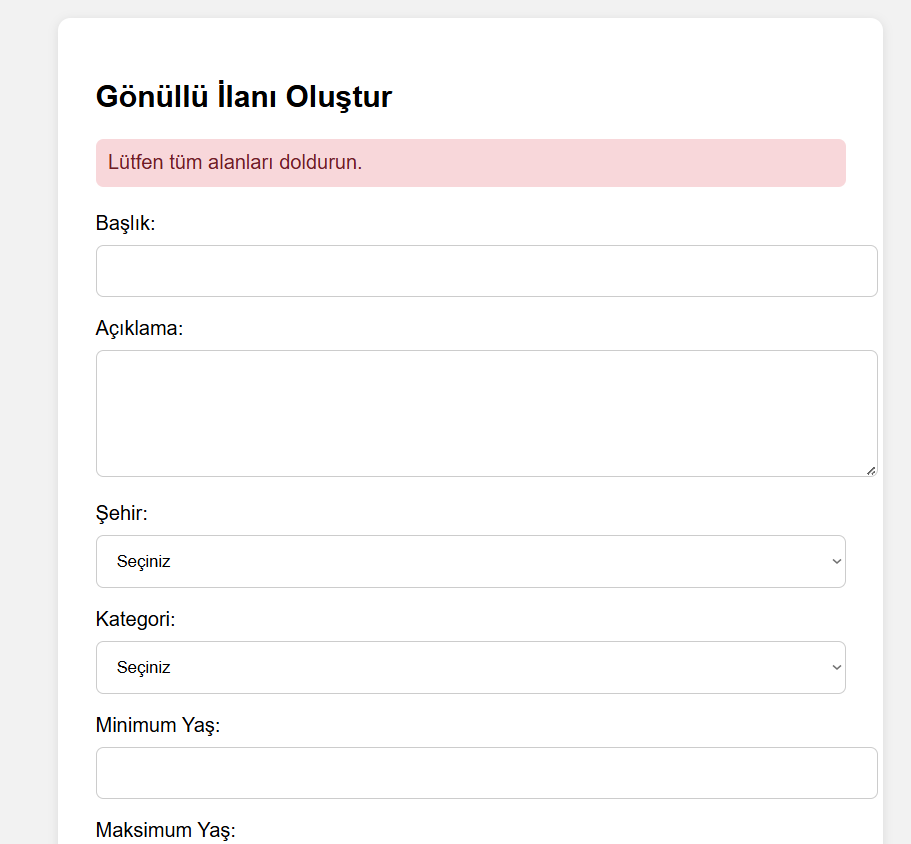 Gönüllü İlanı Oluştur
Lütfen tüm alanları doldurun.
Başlık:
Açıklama:
Şehir:
Seçiniz
Kategori:
Seçiniz
Minimum Yaş:
Maksimum Yaş: